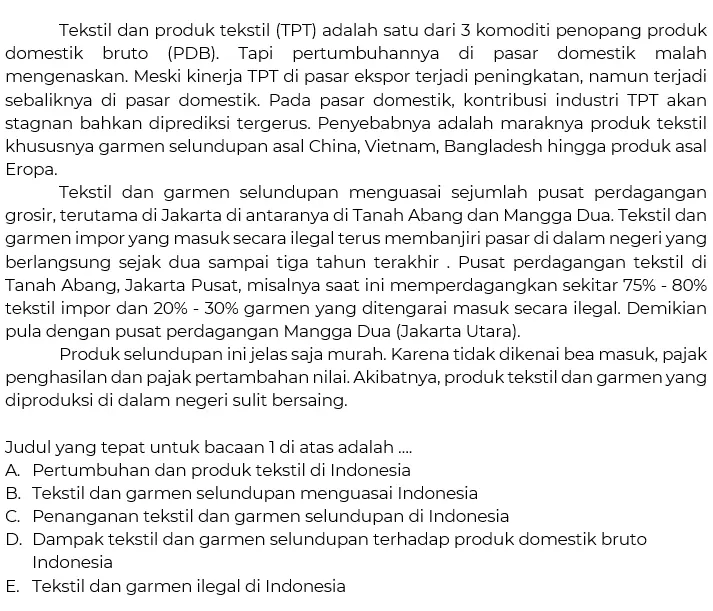 Tekstil dan produk tekstil (TPT) adalah satu dari 3 komoditi penopang produk
domestik bruto (PDB). Tapi pertumbuhannya di pasar domestik malah
mengenaskan. Meski kinerja TPT di pasar ekspor terjadi peningkatan, namun terjadi
sebaliknya di pasar domestik. Pada pasar domestik, kontribusi industri TPT akan
stagnan bahkan diprediksi tergerus. Penyebabnya adalah maraknya produk tekstil
khususnya garmen selundupan asal China, Vietnam, Bangladesh hingga produk asal
Eropa.
Tekstil dan garmen selundupan menguasai sejumlah pusat perdagangan
grosir, terutama di Jakarta di antaranya di Tanah Abang dan Mangga Dua. Tekstil dan
garmen impor yang masuk secara ilegal terus membanjiri pasar di dalam negeri yang
berlangsung sejak dua sampai tiga tahun terakhir . Pusat perdagangan tekstil di
Tanah Abang, Jakarta Pusat, misalnya saat ini memperdagangkan sekitar 75% - 80%
tekstil impor dan 20% - 30% garmen yang ditengarai masuk secara ilegal. Demikian
pula dengan pusat perdagangan Mangga Dua (Jakarta Utara).
Produk selundupan ini jelas saja murah. Karena tidak dikenai bea masuk, pajak
penghasilan dan pajak pertambahan nilai. Akibatnya, produk tekstil dan garmen yang
diproduksi di dalam negeri sulit bersaing.
Judul yang tepat untuk bacaan 1 di atas adalah ....
A. Pertumbuhan dan produk tekstil di Indonesia
B. Tekstil dan garmen selundupan menguasai Indonesia
C. Penanganan tekstil dan garmen selundupan di Indonesia
D. Dampak tekstil dan garmen selundupan terhadap produk domestik bruto
Indonesia
E. Tekstil dan garmen ilegal di Indonesia